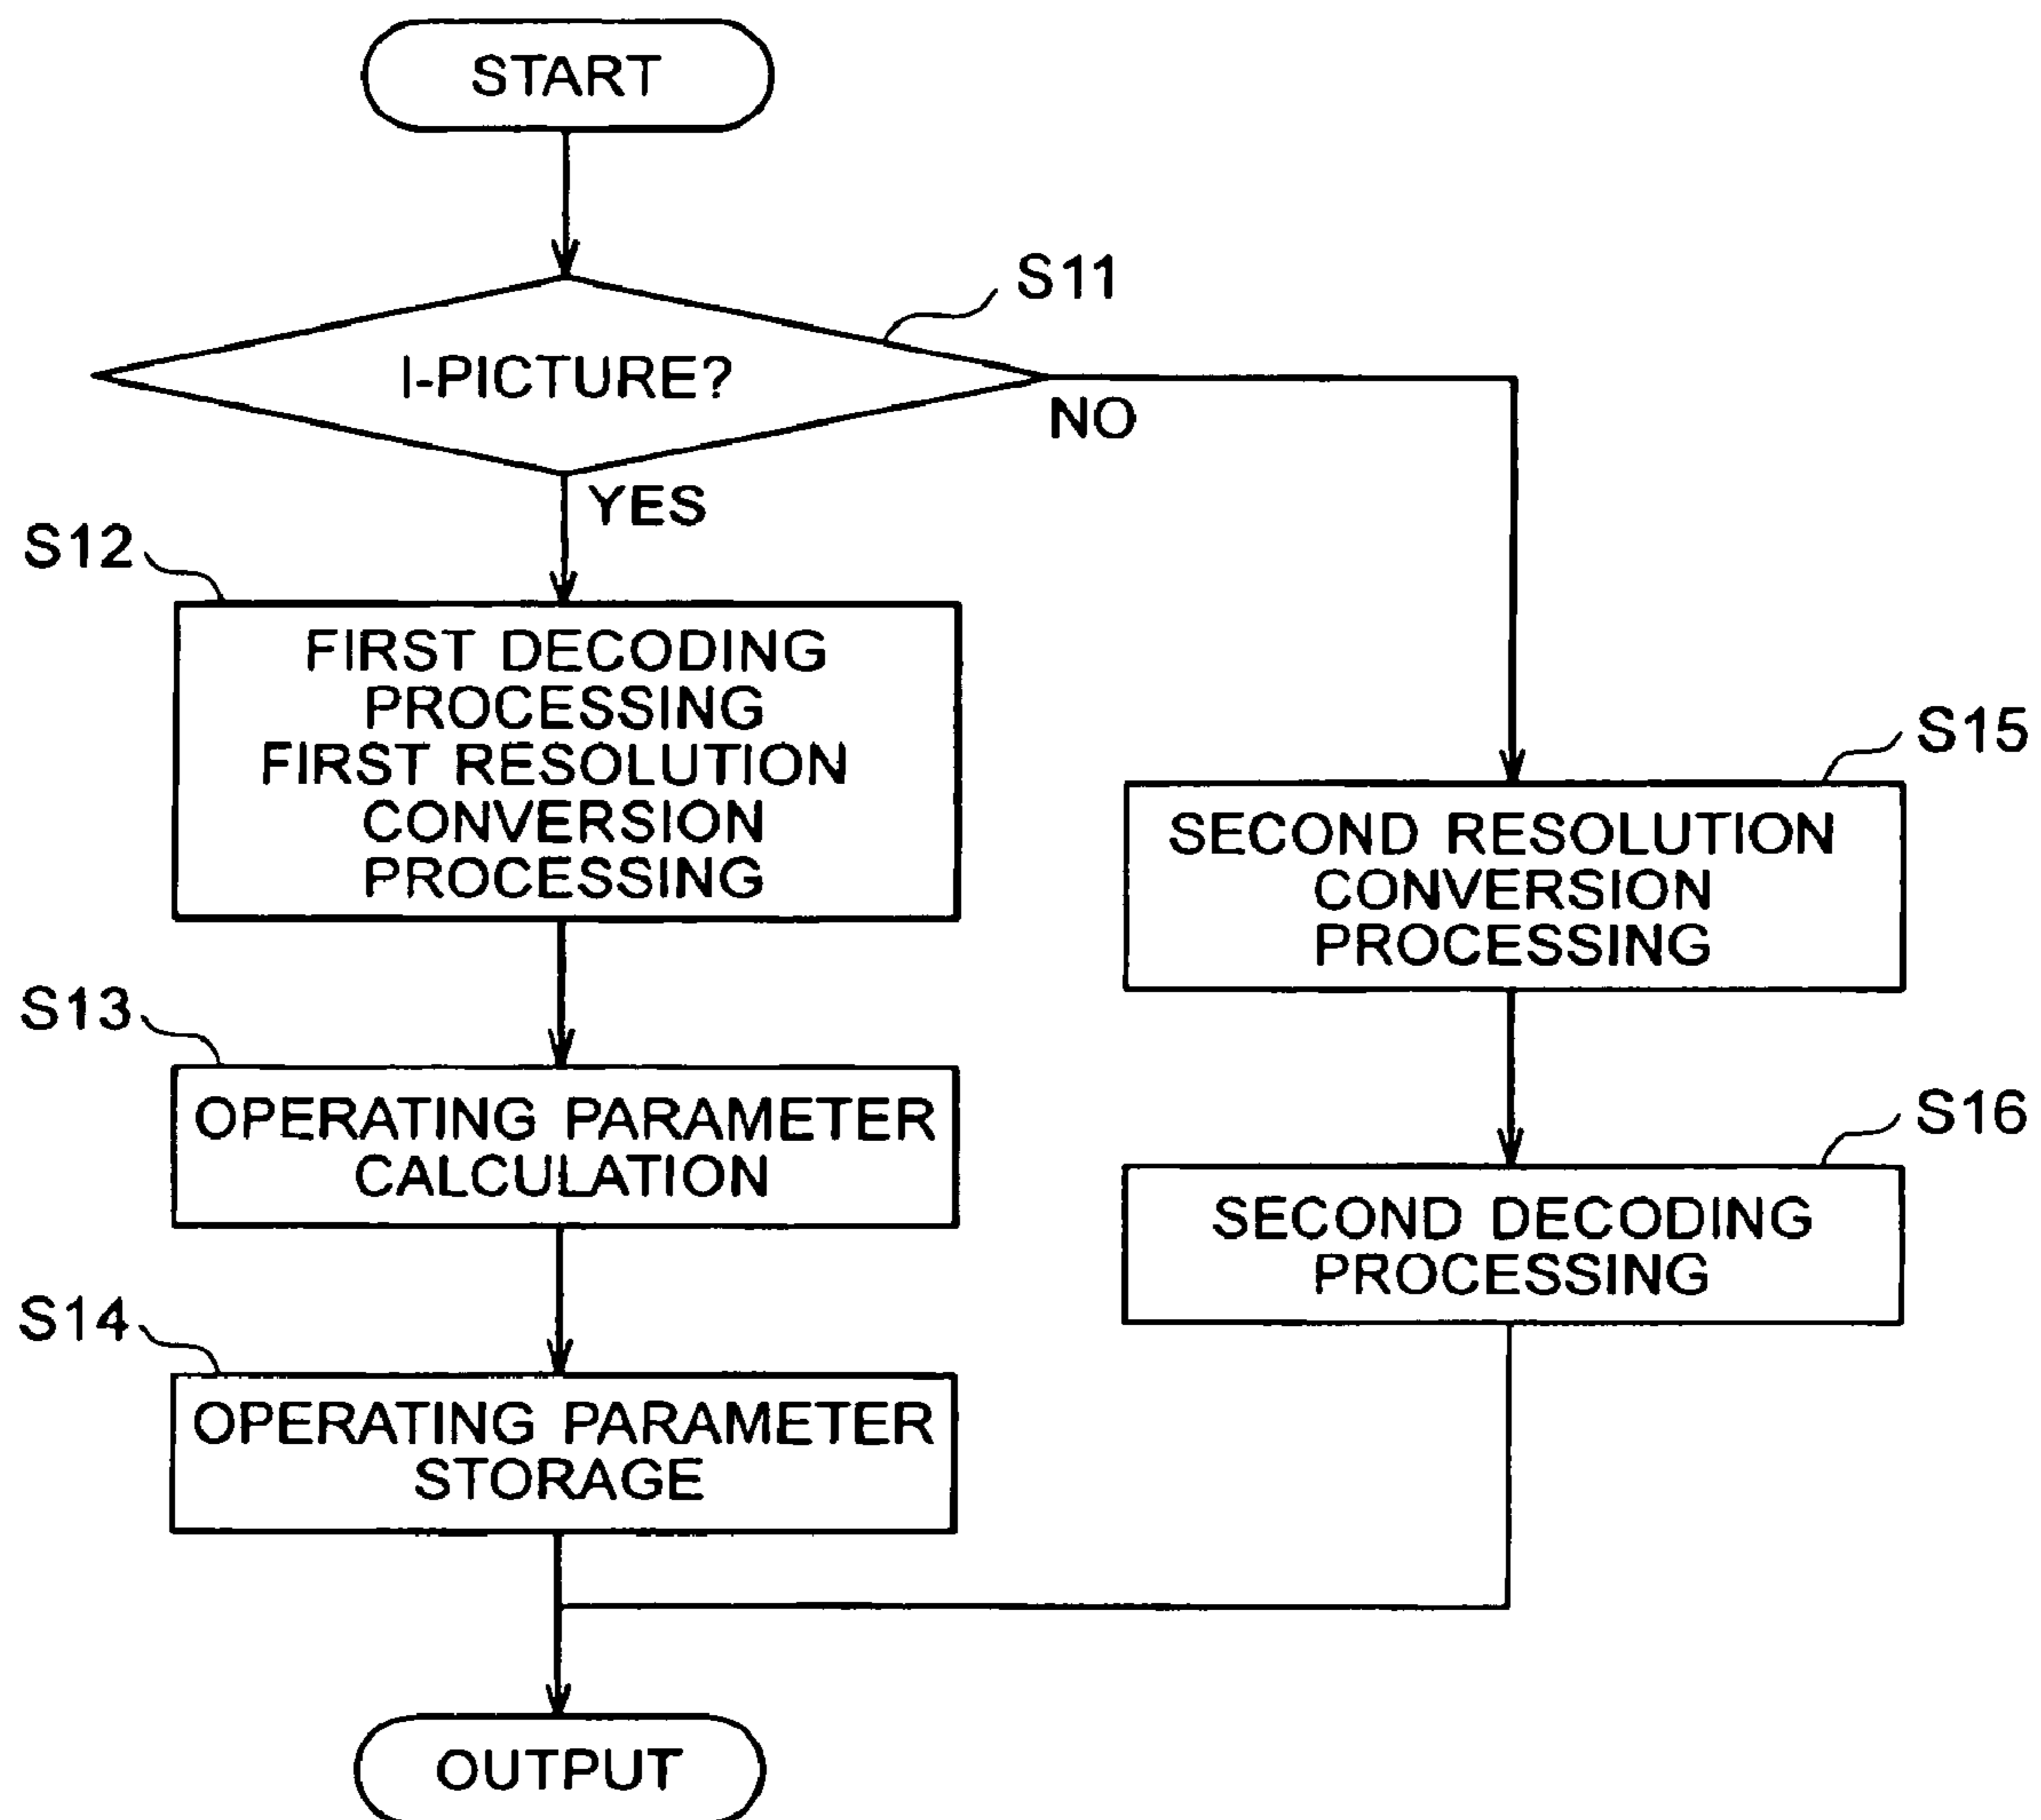 START
S11
I-PICTURE?
NO
YES
S12
FIRST DECODING
PROCESSING
FIRST RESOLUTION
CONVERSION
PROCESSING
S13
OPERATING PARAMETER
CALCULATION
S14
OPERATING PARAMETER
STORAGE
S15
SECOND RESOLUTION
CONVERSION
PROCESSING
S16
SECOND DECODING
PROCESSING
OUTPUT